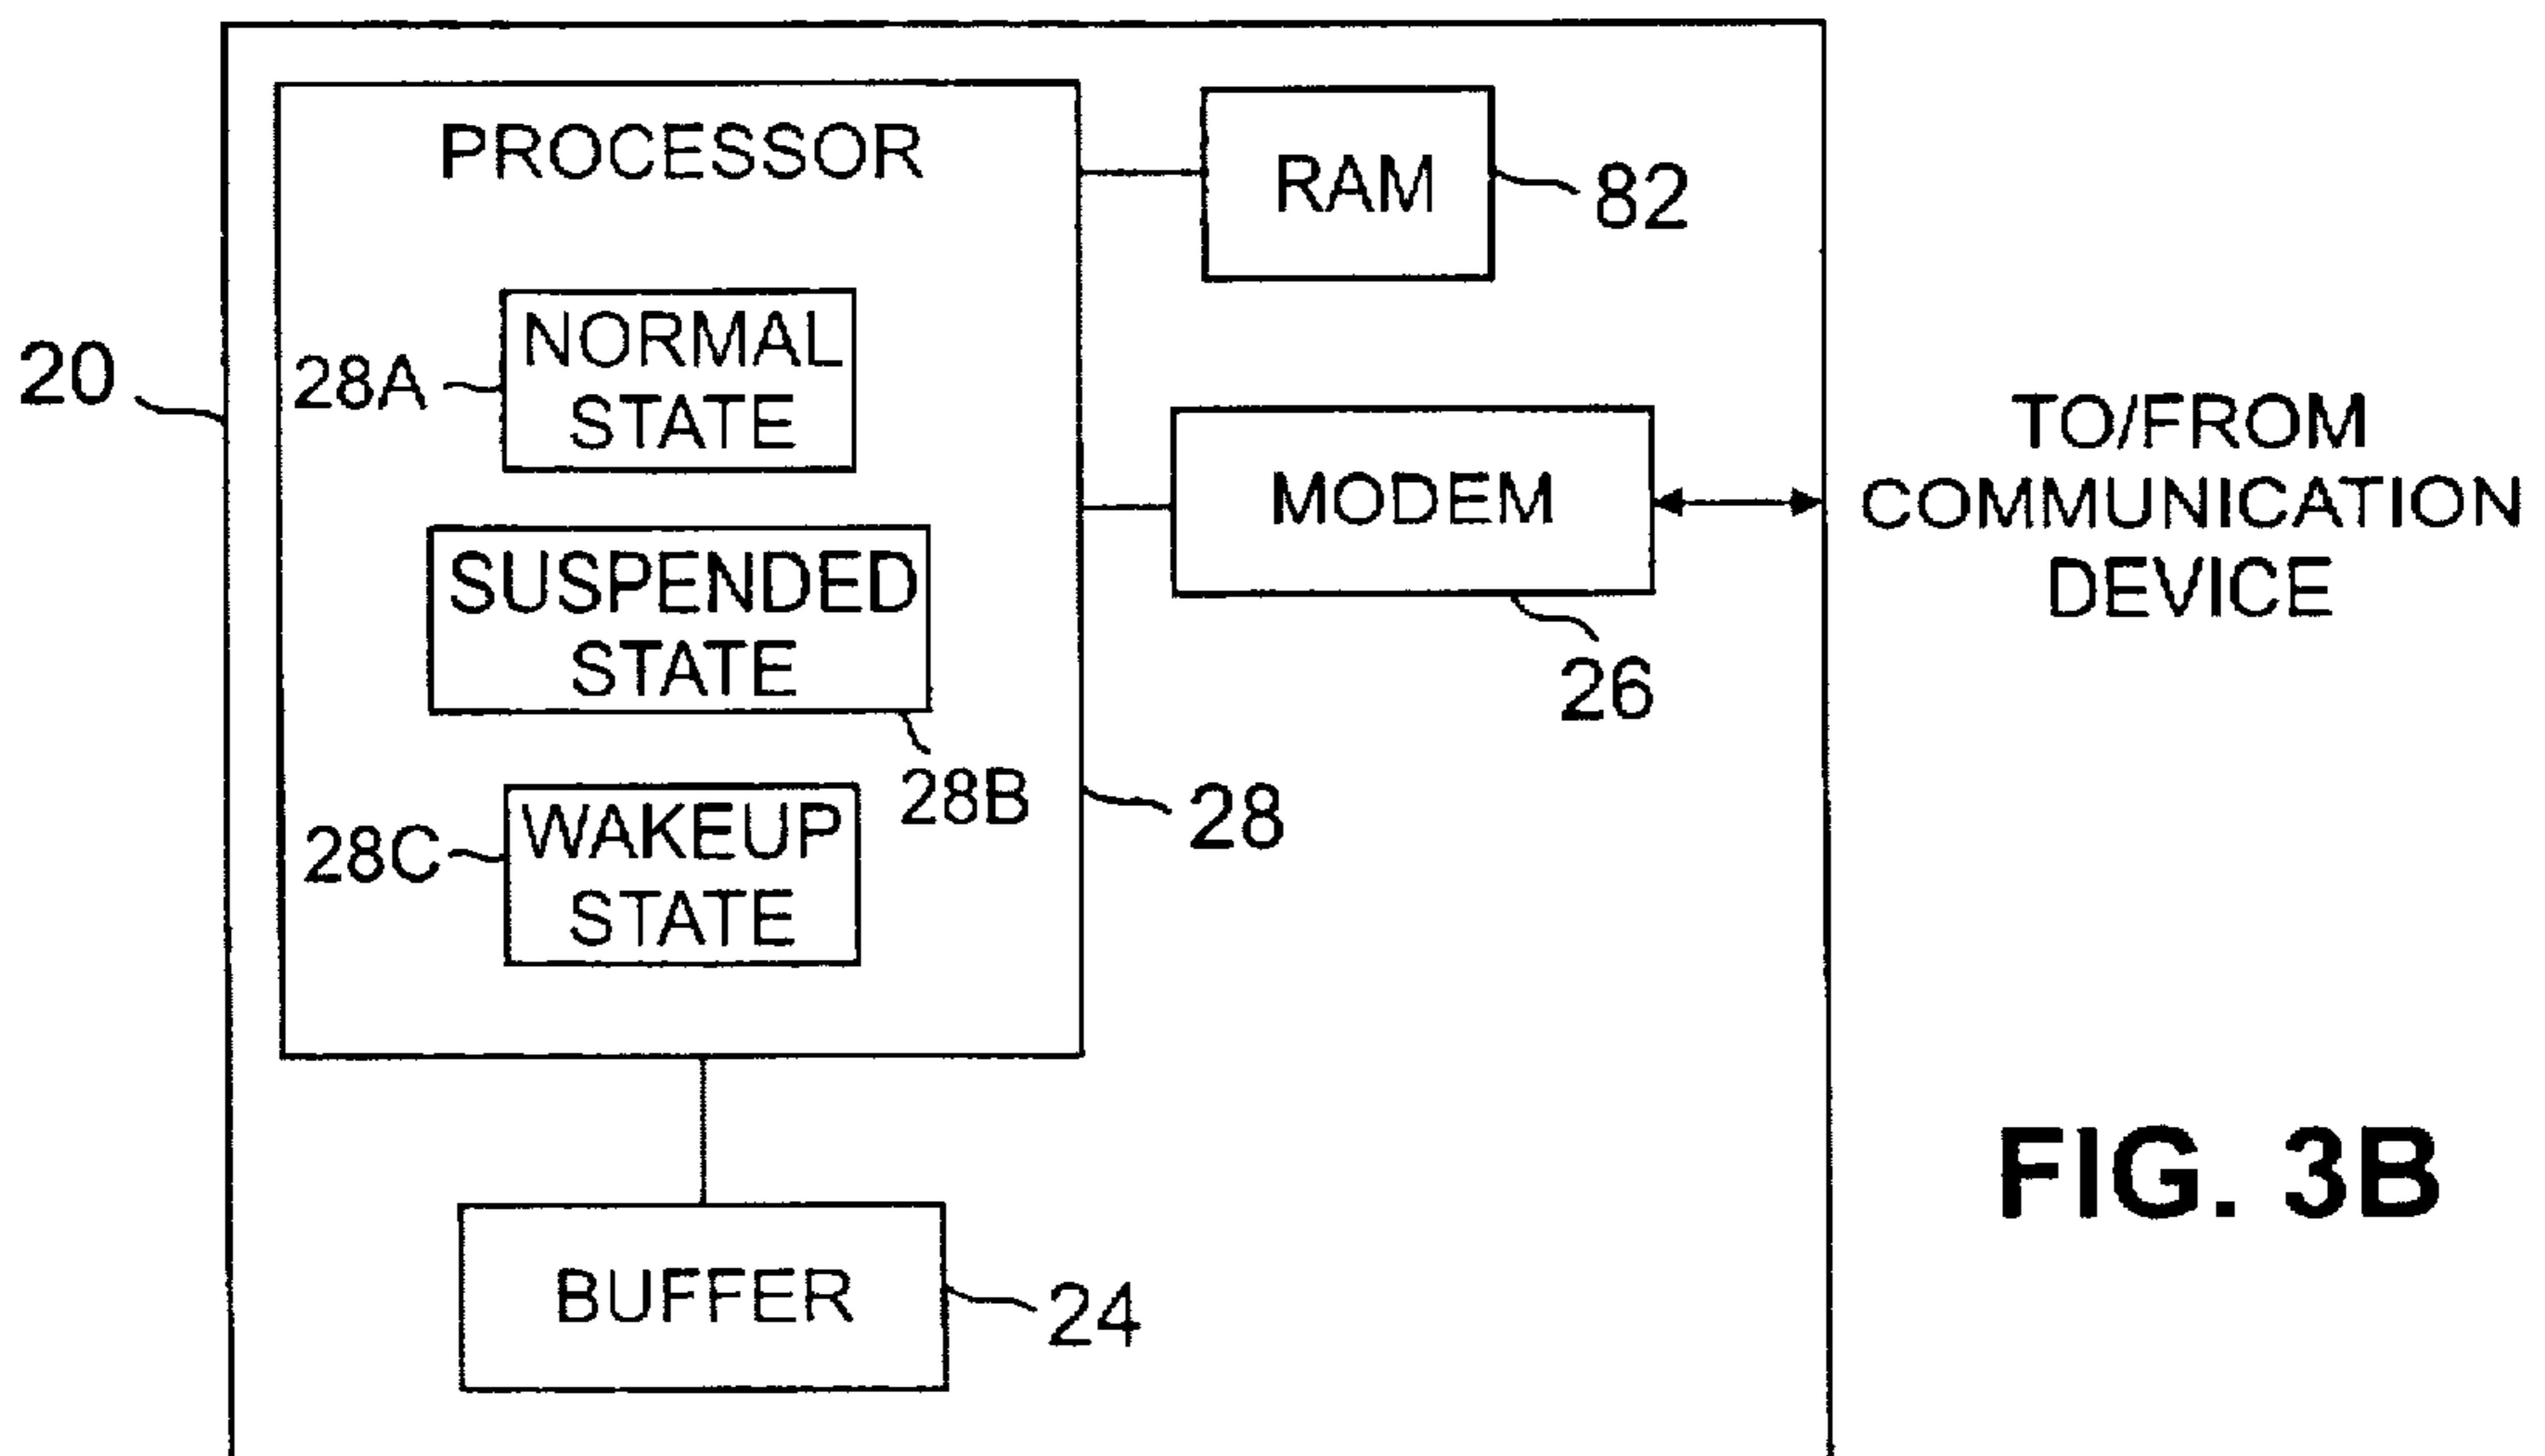 PROCESSOR
RAM
82
NORMAL
STATE
28A
20
SUSPENDED
STATE
28B
MODEM
26
TO/FROM
COMMUNICATION
DEVICE
WAKEUP
STATE
28C
28
BUFFER
24
FIG. 3B